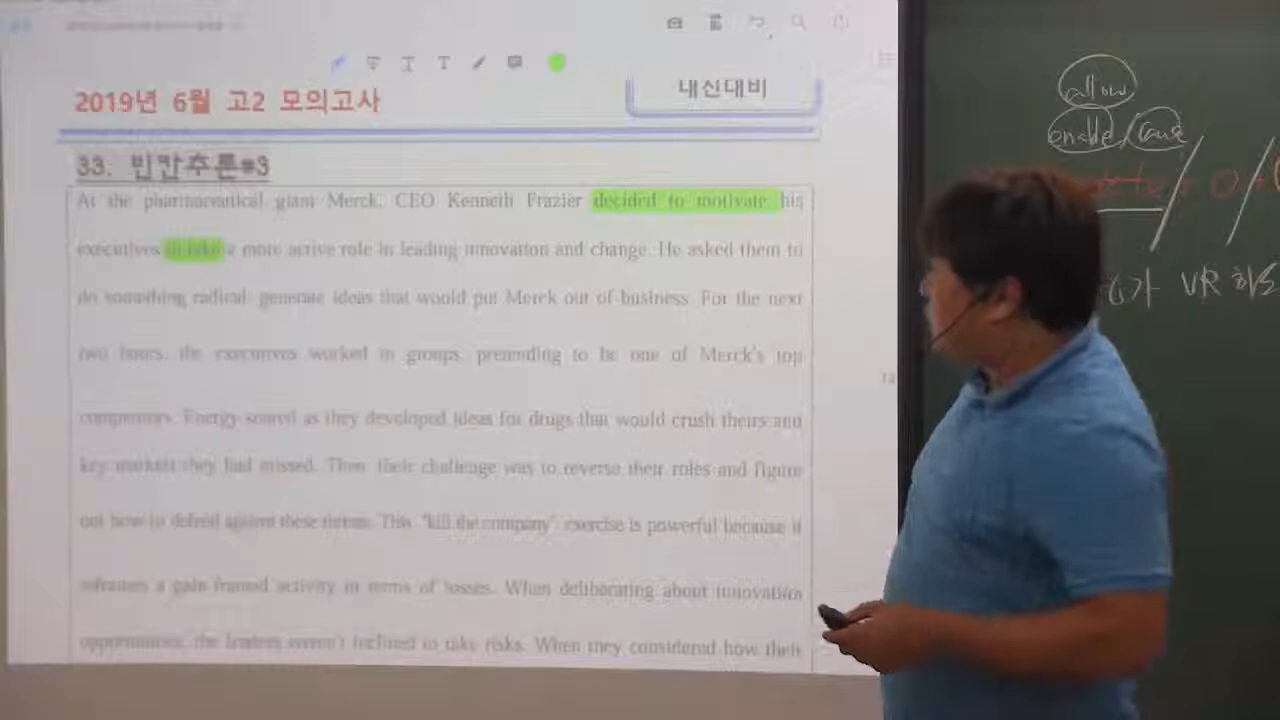 2019년 6월 고2 모의고사
내신대비
33. 빈칸추론#3
At the pharmaceutical giant Merck, CEO Kenneth Frazier decided to motivate his
executives to take a more active role in leading innovation and change. He asked them to
do something radical: generate ideas that would put Merck out of business. For the next
two hours, the executives worked in groups, pretending to be one of Merck's top
competitors. Energy soared as they developed ideas for drugs that would crush theirs and
key markets they had missed. Then, their challenge was to reverse their roles and figure
out how to defend against these threats. This "kill the company" exercise is powerful because it
reframes a gain-framed activity in terms of losses. When deliberating about innovation
opportunities, the leaders weren't inclined to take risks. When they considered how their
allow
enable / cause
VR